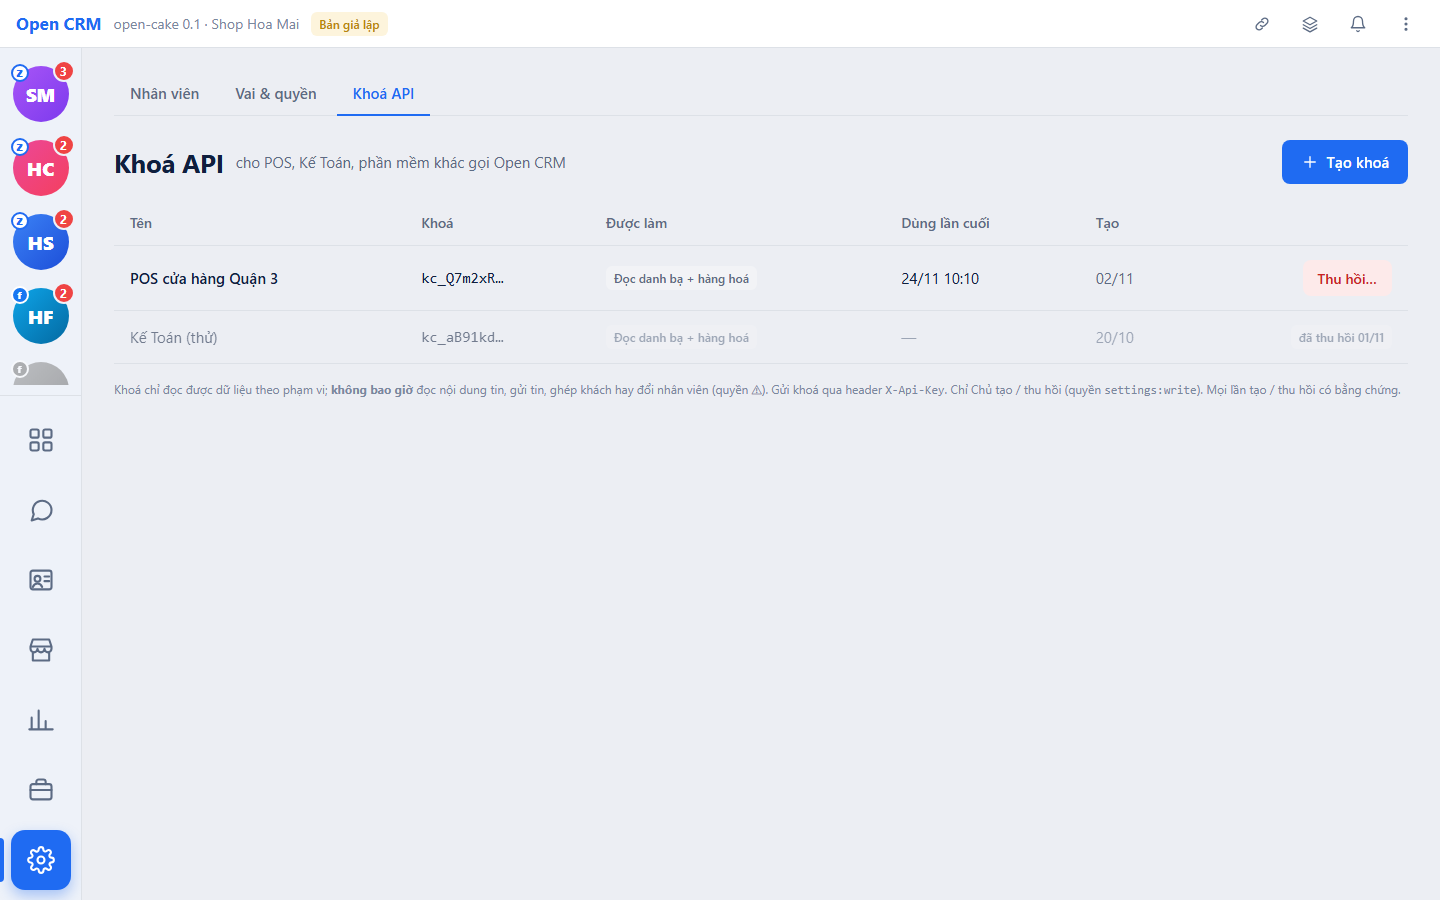 Open CRM open-cake 0.1 · Shop Hoa Mai Bản giả lập
z 3
SM
z 2
HC
z 2
HS
f 2
HF
f
Nhân viên Vai & quyền Khoá API
Khoá API cho POS, Kế Toán, phần mềm khác gọi Open CRM
+ Tạo khoá
Tên Khoá Được làm Dùng lần cuối Tạo
POS cửa hàng Quận 3 kc_Q7m2xR… Đọc danh bạ + hàng hoá 24/11 10:10 02/11 Thu hồi...
Kế Toán (thử) kc_aB91kd… Đọc danh bạ + hàng hoá — 20/10 đã thu hồi 01/11
Khoá chỉ đọc được dữ liệu theo phạm vi; không bao giờ đọc nội dung tin, gửi tin, ghép khách hay đổi nhân viên (quyền ⚠). Gửi khoá qua header X-Api-Key. Chỉ Chủ tạo / thu hồi (quyền settings:write). Mọi lần tạo / thu hồi có bằng chứng.